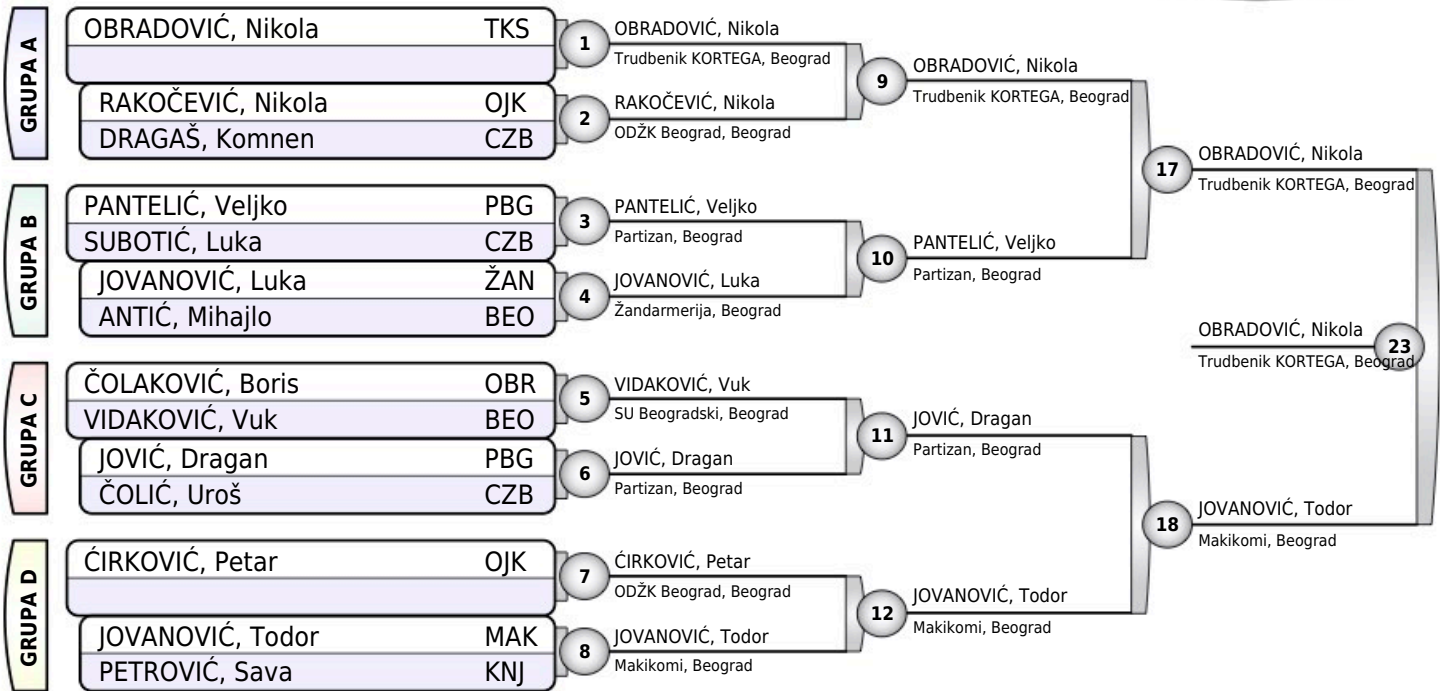 GRUPA A
OBRADOVIĆ, Nikola TKS
RAKOČEVIĆ, Nikola OJK
DRAGAŠ, Komnen CZB
GRUPA B
PANTELIĆ, Veljko PBG
SUBOTIĆ, Luka CZB
JOVANOVIĆ, Luka ŽAN
ANTIĆ, Mihajlo BEO
GRUPA C
ČOLAKOVIĆ, Boris OBR
VIDAKOVIĆ, Vuk BEO
JOVIĆ, Dragan PBG
ČOLIĆ, Uroš CZB
GRUPA D
ĆIRKOVIĆ, Petar OJK
JOVANOVIĆ, Todor MAK
PETROVIĆ, Sava KNJ
1
OBRADOVIĆ, Nikola
Trudbenik KORTEGA, Beograd
2
RAKOČEVIĆ, Nikola
ODŽK Beograd, Beograd
3
PANTELIĆ, Veljko
Partizan, Beograd
4
JOVANOVIĆ, Luka
Žandarmerija, Beograd
5
VIDAKOVIĆ, Vuk
SU Beogradski, Beograd
6
JOVIĆ, Dragan
Partizan, Beograd
7
ĆIRKOVIĆ, Petar
ODŽK Beograd, Beograd
8
JOVANOVIĆ, Todor
Makikomi, Beograd
9
OBRADOVIĆ, Nikola
Trudbenik KORTEGA, Beograd
10
PANTELIĆ, Veljko
Partizan, Beograd
11
JOVIĆ, Dragan
Partizan, Beograd
12
JOVANOVIĆ, Todor
Makikomi, Beograd
17
OBRADOVIĆ, Nikola
Trudbenik KORTEGA, Beograd
18
JOVANOVIĆ, Todor
Makikomi, Beograd
23
OBRADOVIĆ, Nikola
Trudbenik KORTEGA, Beograd